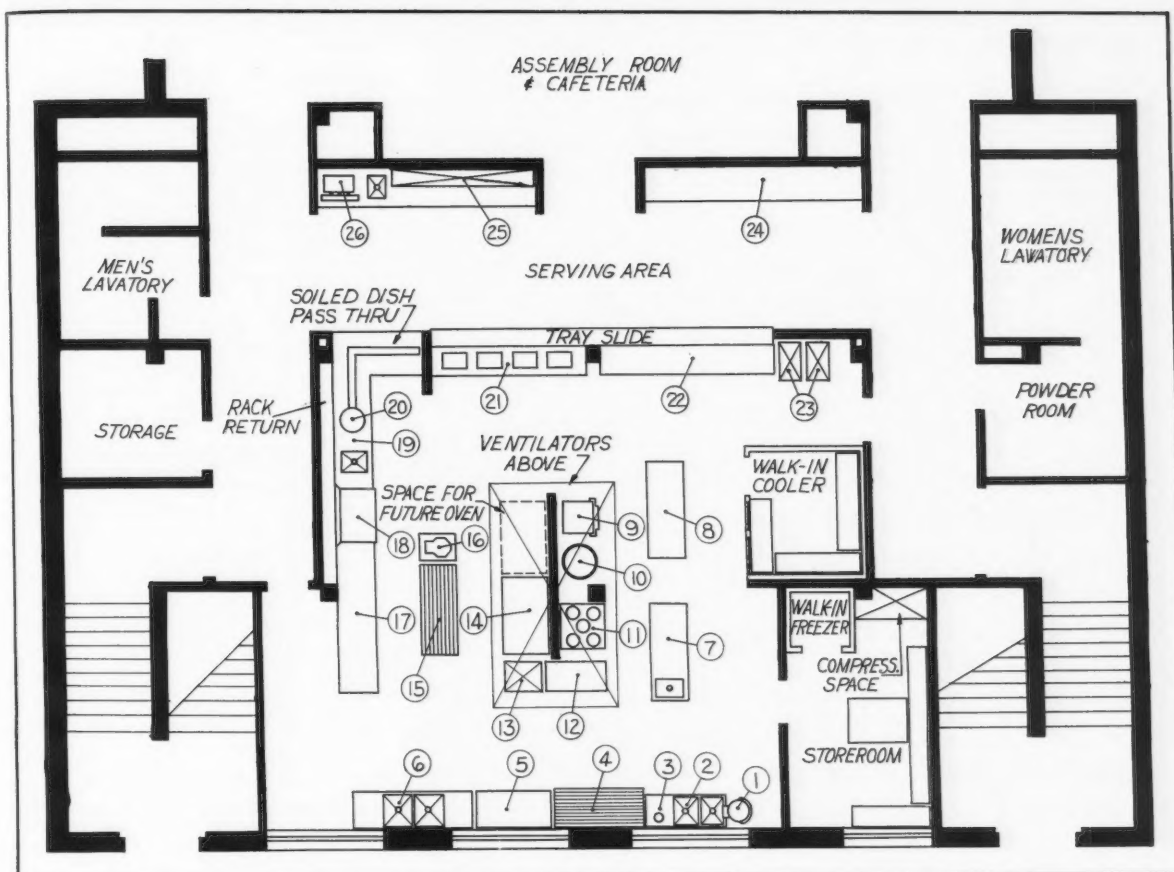 ASSEMBLY ROOM
& CAFETERIA
26
25
24
MEN'S
LAVATORY
SERVING AREA
WOMENS
LAWATORY
SOILED DISH
PASS THRU
TRAY SLIDE
21
22
23
STORAGE
RACK
RETURN
20
19
POWDER
ROOM
VENTILATORS
ABOVE
SPACE FOR
FUTURE OVEN
WALK-IN
COOLER
18
16
9
8
10
17
15
14
11
7
WALK-IN
FREEZER
COMPRESS.
SPACE
13
12
STOREROOM
6
5
4
3
2
1